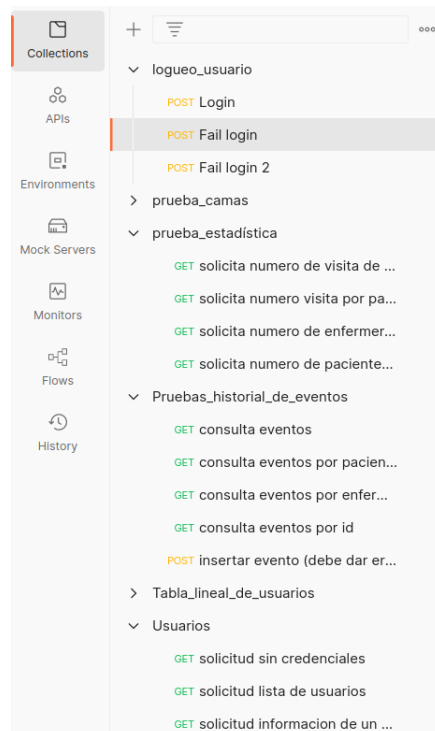 Collections
APIs
Environments
Mock Servers
Monitors
Flows
History
logueo_usuario
POST Login
POST Fail login
POST Fail login 2
prueba_camas
prueba_estadística
GET solicita numero de visita de ...
GET solicita numero visita por pa...
GET solicita numero de enfermer...
GET solicita numero de paciente...
Pruebas_historial_de_eventos
GET consulta eventos
GET consulta eventos por pacien...
GET consulta eventos por enfer...
GET consulta eventos por id
POST insertar evento (debe dar er...
Tabla_lineal_de_usuarios
Usuarios
GET solicitud sin credenciales
GET solicitud lista de usuarios
GET solicitud informacion de un ...